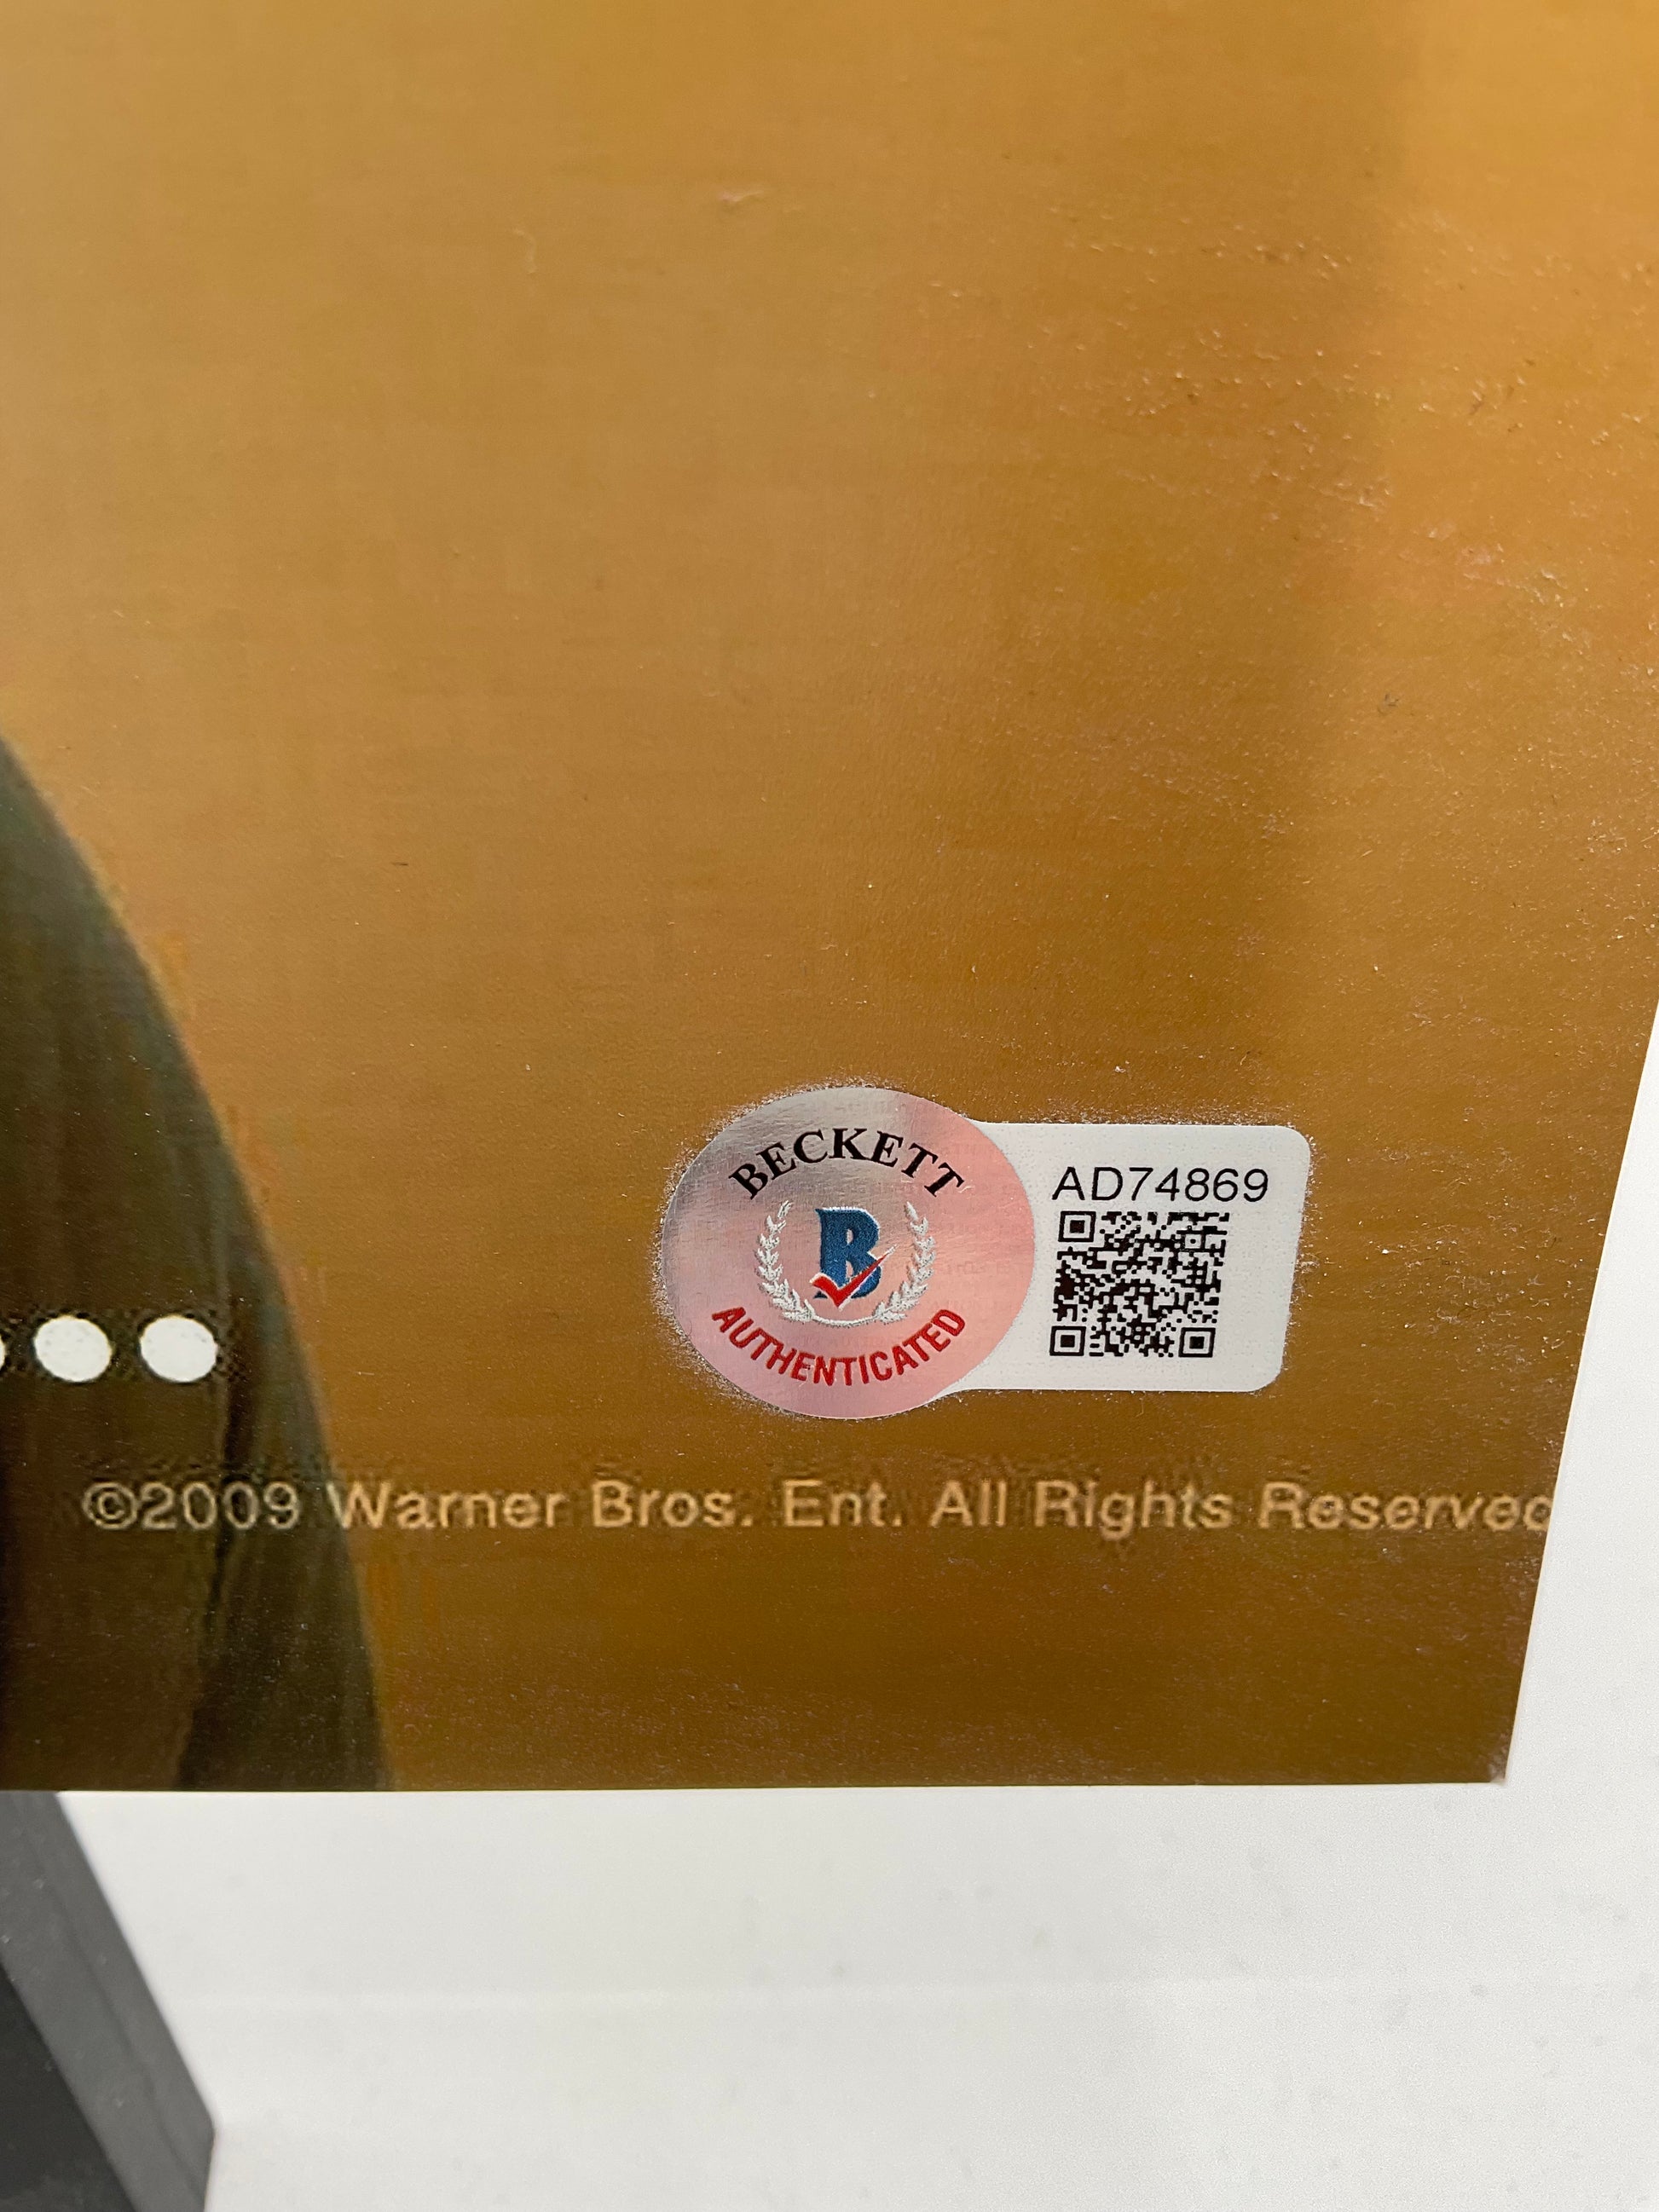 BECKETT
B
AUTHENTICATED
AD74869
©2009 Warner Bros. Ent. All Rights Reserved